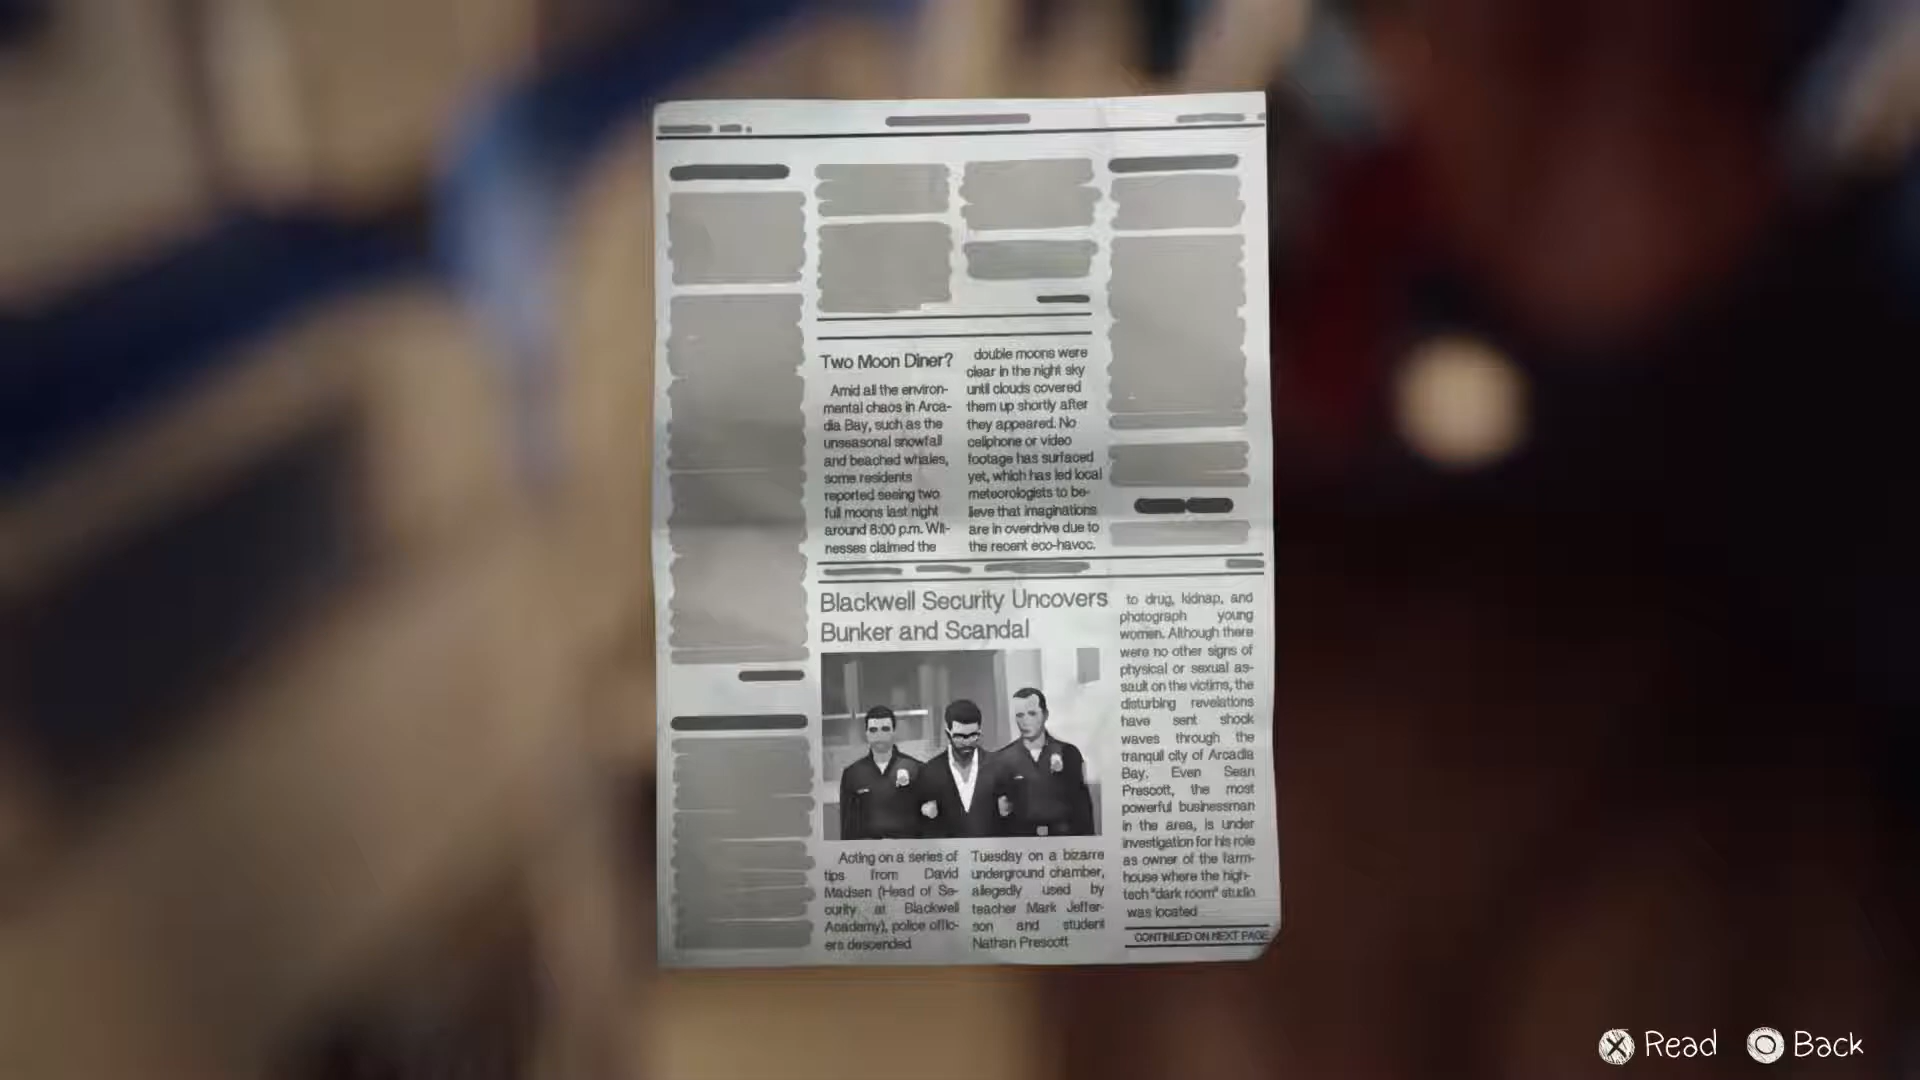 Two Moon Diner?
Amid all the environ-
mental chaos in Arca-
dia Bay, such as the
unseasonal snowfall
and beached whales,
some residents
reported seeing two
full moons last night
around 8:00 p.m. Wit-
nesses claimed the
double moons were
clear in the night sky
until clouds covered
them up shortly after
they appeared. No
cellphone or video
footage has surfaced
yet, which has led local
meteorologists to be-
lieve that imaginations
are in overdrive due to
the recent eco-havoc.
Blackwell Security Uncovers
Bunker and Scandal
Acting on a series of
tips from David
Madsen (Head of Se-
curity at Blackwell
Academy), police offic-
ers descended
Tuesday on a bizarre
underground chamber,
allegedly used by
teacher Mark Jeffer-
son and student
Nathan Prescott
to drug, kidnap, and
photograph young
women. Although there
were no other signs of
physical or sexual as-
sault on the victims, the
disturbing revelations
have sent shock
waves through the
tranquil city of Arcadia
Bay. Even Sean
Prescott, the most
powerful businessman
in the area, is under
investigation for his role
as owner of the farm-
house where the high-
tech "dark room" studio
was located
CONTINUED ON NEXT PAGE
Read
Back